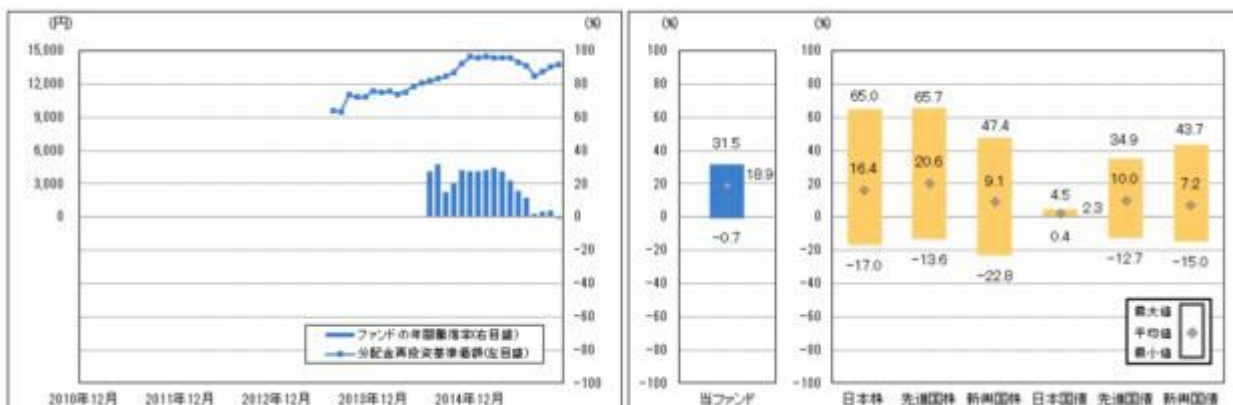 (円) (%)
15,000 100
12,000 80
9,000 60
6,000 40
3,000 20
0 0
-20
-40
-60
-80
-100
ファンドの年間騰落率(右目盛)
分配金再投資基準価額(左目盛)
2010年12月 2011年12月 2012年12月 2013年12月 2014年12月
(%) (%)
100 100
80 80
60 60
40 40
20 20
0 0
-20 -20
-40 -40
-60 -60
-80 -80
-100 -100
31.5
18.9
-0.7
当ファンド
65.0 65.7 47.4 4.5 34.9 43.7
16.4 20.6 9.1 2.3 10.0 7.2
-17.0 -13.6 -22.8 0.4 -12.7 -15.0
最大値
平均値
最小値
日本株 先進国株 新興国株 日本国債 先進国債 新興国債